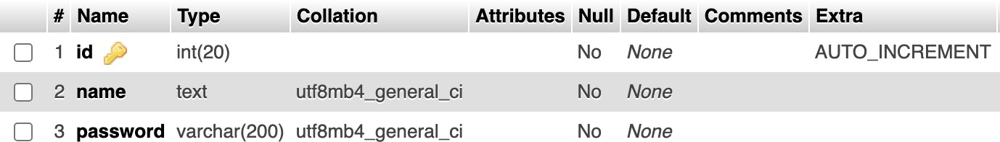 # Name Type Collation Attributes Null Default Comments Extra
1 id int(20) No None AUTO_INCREMENT
2 name text utf8mb4_general_ci No None
3 password varchar(200) utf8mb4_general_ci No None